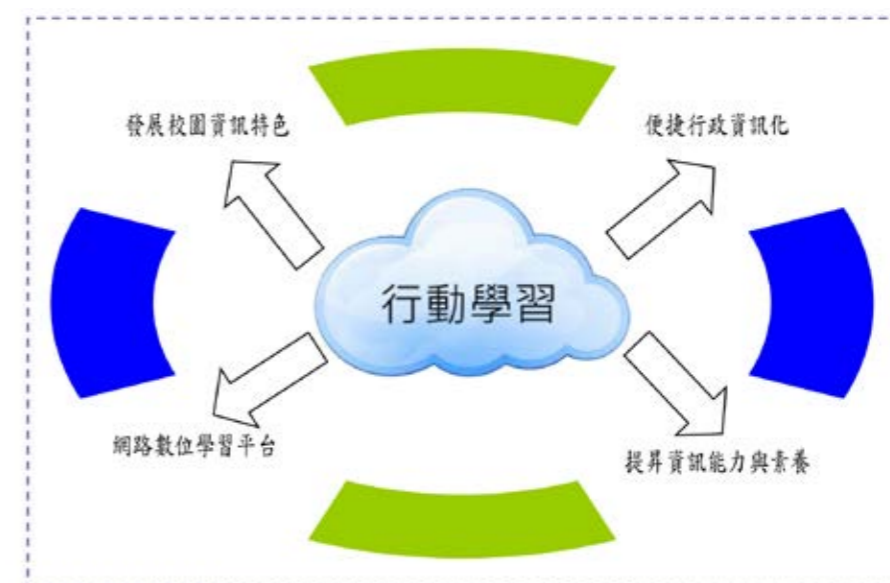 發展校園資訊特色
便捷行政資訊化
行動學習
網路數位學習平台
提昇資訊能力與素養